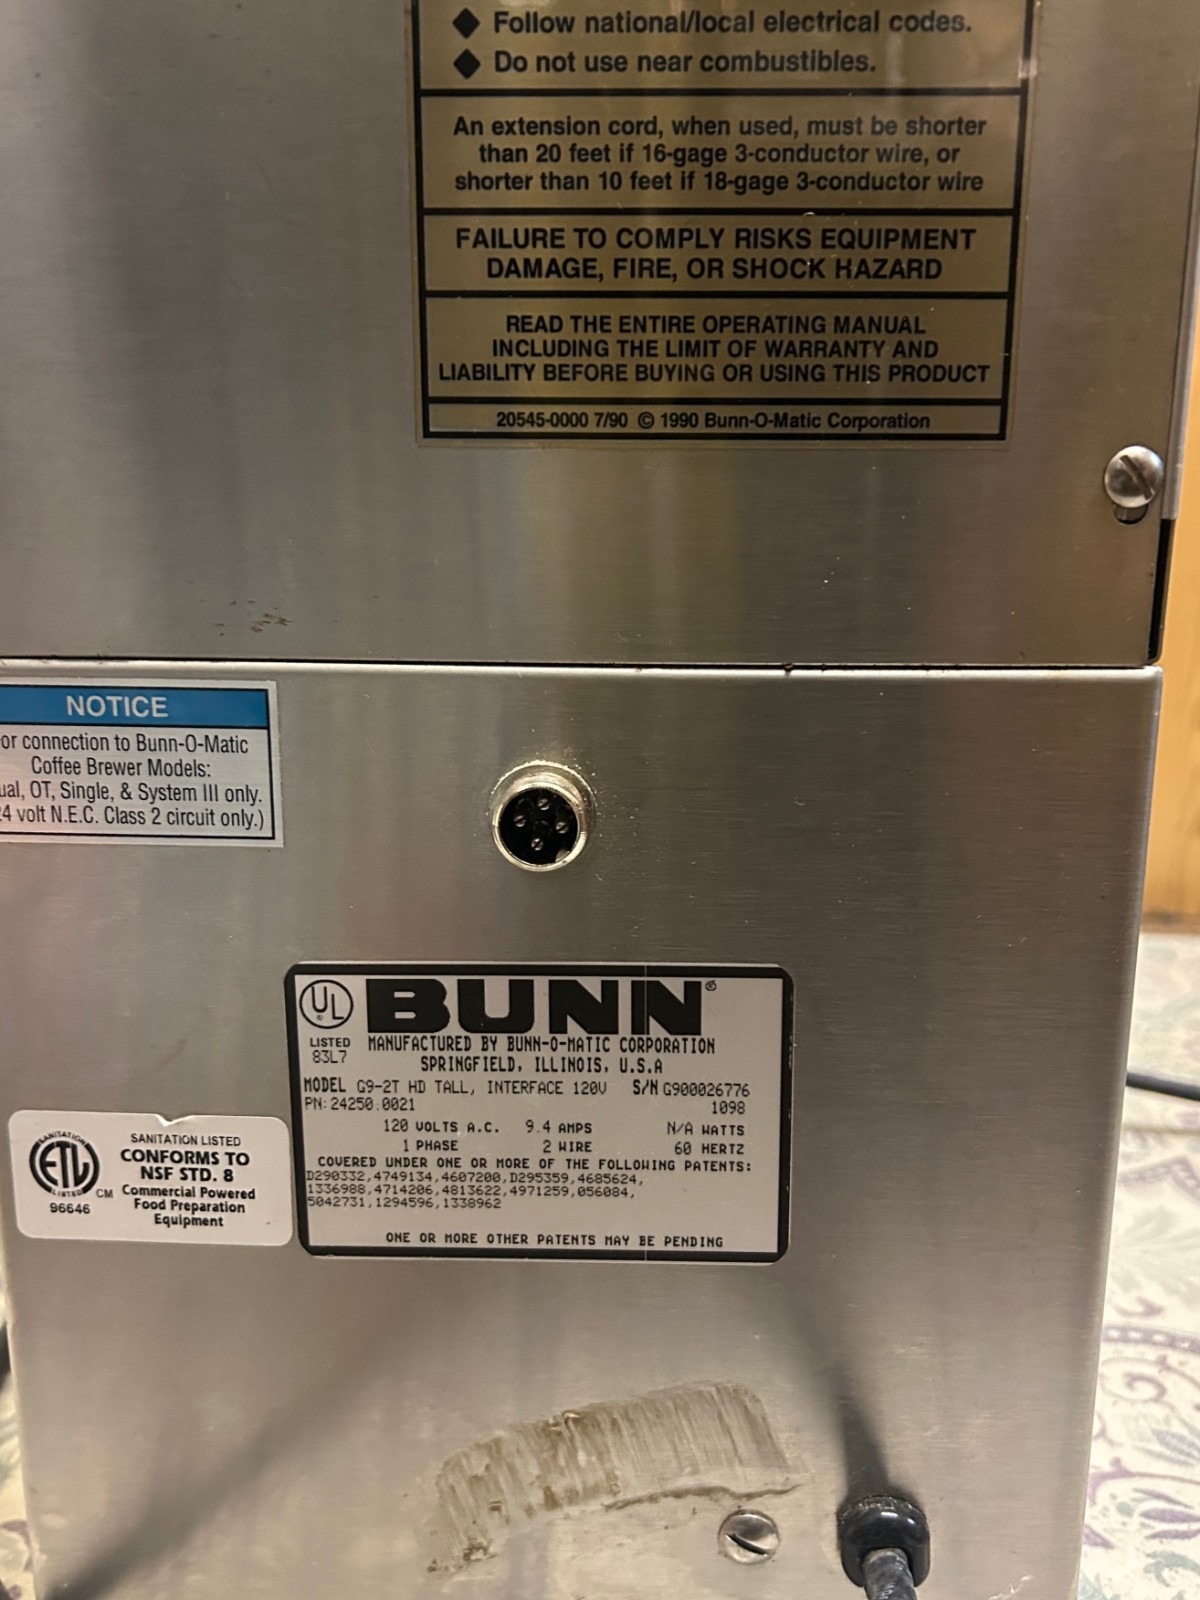 ◆ Follow national/local electrical codes.
◆ Do not use near combustibles.
An extension cord, when used, must be shorter
than 20 feet if 16-gage 3-conductor wire, or
shorter than 10 feet if 18-gage 3-conductor wire
FAILURE TO COMPLY RISKS EQUIPMENT
DAMAGE, FIRE, OR SHOCK HAZARD
READ THE ENTIRE OPERATING MANUAL
INCLUDING THE LIMIT OF WARRANTY AND
LIABILITY BEFORE BUYING OR USING THIS PRODUCT
20545-0000 7/90 © 1990 Bunn-O-Matic Corporation
NOTICE
or connection to Bunn-O-Matic
Coffee Brewer Models:
ual, OT, Single, & System III only.
4 volt N.E.C. Class 2 circuit only.)
UL ®
LISTED
83L7
BUNN®
MANUFACTURED BY BUNN-O-MATIC CORPORATION
SPRINGFIELD, ILLINOIS, U.S.A
MODEL G9-2T HD TALL, INTERFACE 120V S/N G900026776
PN: 24250.0021 1098
120 VOLTS A.C. 9.4 AMPS N/A WATTS
1 PHASE 2 WIRE 60 HERTZ
COVERED UNDER ONE OR MORE OF THE FOLLOWING PATENTS:
D290332,4749134,4607200,D295359,4685624,
1336988,4714206,4813622,4971259,056084,
5042731,1294596,1338962
ONE OR MORE OTHER PATENTS MAY BE PENDING
SANITATION
ETL
LISTED
CM
96646
SANITATION LISTED
CONFORMS TO
NSF STD. 8
Commercial Powered
Food Preparation
Equipment